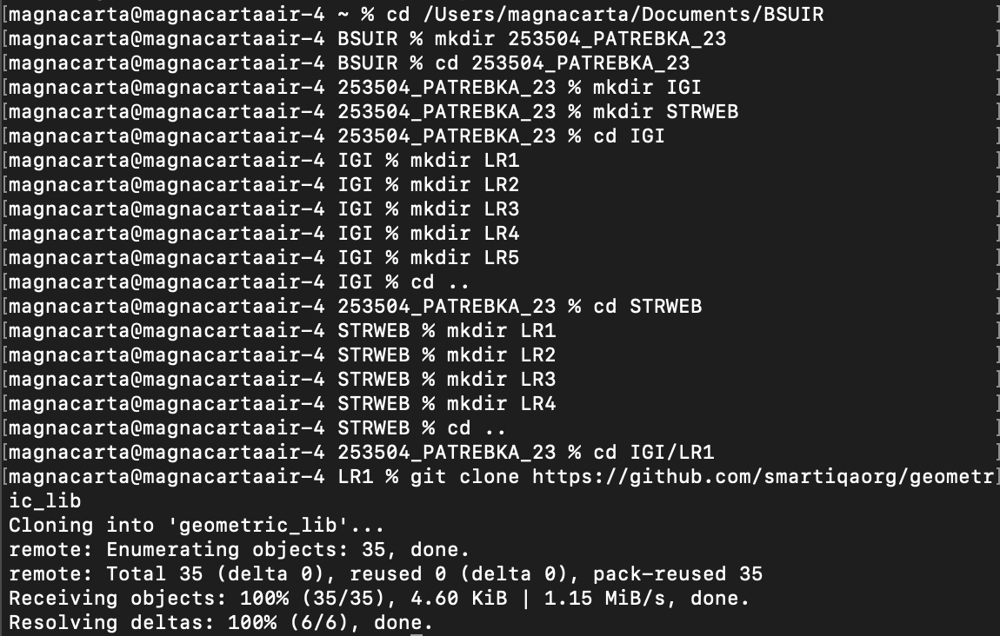 [magnacarta@magnacartaair-4 ~ % cd /Users/magnacarta/Documents/BSUIR ]
[magnacarta@magnacartaair-4 BSUIR % mkdir 253504_PATREBKA_23 ]
[magnacarta@magnacartaair-4 BSUIR % cd 253504_PATREBKA_23 ]
[magnacarta@magnacartaair-4 253504_PATREBKA_23 % mkdir IGI ]
[magnacarta@magnacartaair-4 253504_PATREBKA_23 % mkdir STRWEB ]
[magnacarta@magnacartaair-4 253504_PATREBKA_23 % cd IGI ]
[magnacarta@magnacartaair-4 IGI % mkdir LR1 ]
[magnacarta@magnacartaair-4 IGI % mkdir LR2 ]
[magnacarta@magnacartaair-4 IGI % mkdir LR3 ]
[magnacarta@magnacartaair-4 IGI % mkdir LR4 ]
[magnacarta@magnacartaair-4 IGI % mkdir LR5 ]
[magnacarta@magnacartaair-4 IGI % cd .. ]
[magnacarta@magnacartaair-4 253504_PATREBKA_23 % cd STRWEB ]
[magnacarta@magnacartaair-4 STRWEB % mkdir LR1 ]
[magnacarta@magnacartaair-4 STRWEB % mkdir LR2 ]
[magnacarta@magnacartaair-4 STRWEB % mkdir LR3 ]
[magnacarta@magnacartaair-4 STRWEB % mkdir LR4 ]
[magnacarta@magnacartaair-4 STRWEB % cd .. ]
[magnacarta@magnacartaair-4 253504_PATREBKA_23 % cd IGI/LR1 ]
[magnacarta@magnacartaair-4 LR1 % git clone https://github.com/smartiqaorg/geometr]
ic_lib
Cloning into 'geometric_lib'...
remote: Enumerating objects: 35, done.
remote: Total 35 (delta 0), reused 0 (delta 0), pack-reused 35
Receiving objects: 100% (35/35), 4.60 KiB | 1.15 MiB/s, done.
Resolving deltas: 100% (6/6), done.